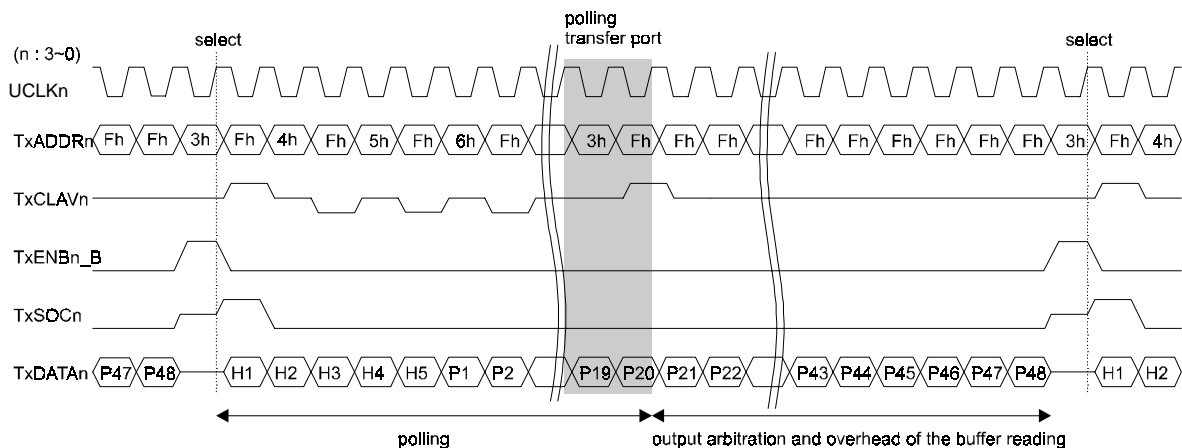 polling
transfer port
select
select
(n : 3~0)
UCLKn
TxADDRn Fh Fh 3h Fh 4h Fh 5h Fh 6h Fh 3h Fh Fh Fh Fh Fh Fh Fh Fh Fh 3h Fh 4h
TxCLAVn
TxENBn_B
TxSOCn
TxDATAn P47 P48 H1 H2 H3 H4 H5 P1 P2 P19 P20 P21 P22 P43 P44 P45 P46 P47 P48 H1 H2
polling
output arbitration and overhead of the buffer reading